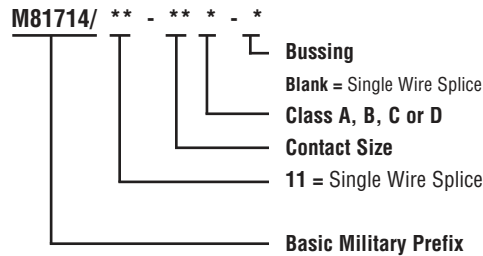 M81714/ ** - ** * - *
Bussing
Blank = Single Wire Splice
Class A, B, C or D
Contact Size
11 = Single Wire Splice
Basic Military Prefix